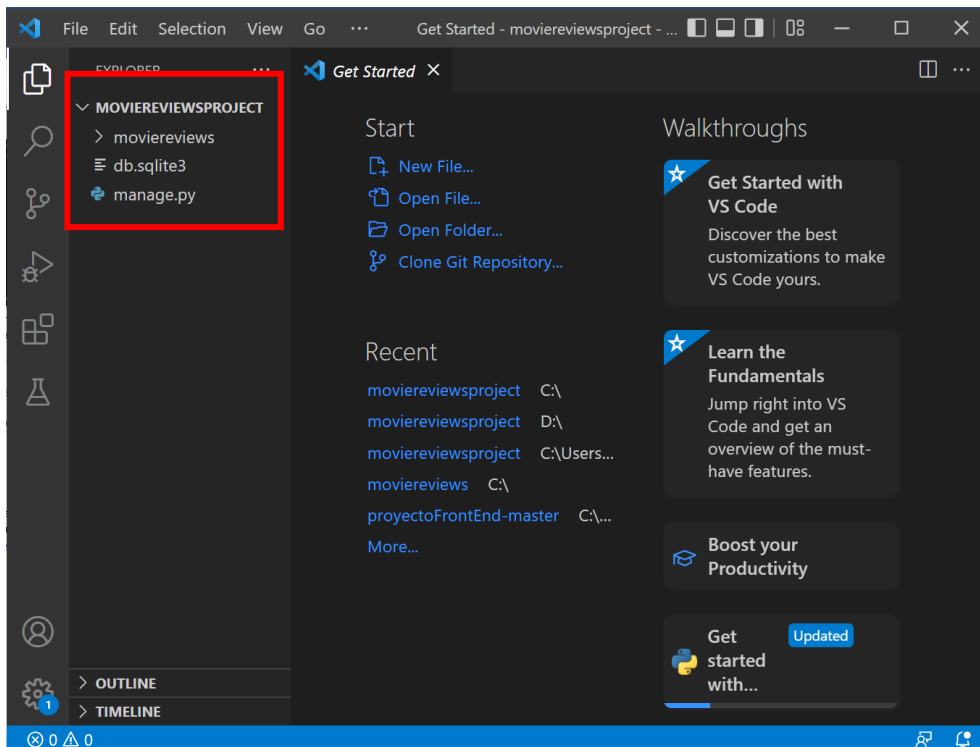 File Edit Selection View Go ··· Get Started - moviereviewsproject - ...
EXPLORER ···
Get Started
MOVIEREVIEWSPROJECT
moviereviews
db.sqlite3
manage.py
Start
New File...
Open File...
Open Folder...
Clone Git Repository...
Recent
moviereviewsproject C:\
moviereviewsproject D:\
moviereviewsproject C:\Users...
moviereviews C:\
proyectoFrontEnd-master C:\...
More...
Walkthroughs
Get Started with
VS Code
Discover the best
customizations to make
VS Code yours.
Learn the
Fundamentals
Jump right into VS
Code and get an
overview of the must-
have features.
Boost your
Productivity
Get
started
with...
Updated
OUTLINE
TIMELINE
1
0 0